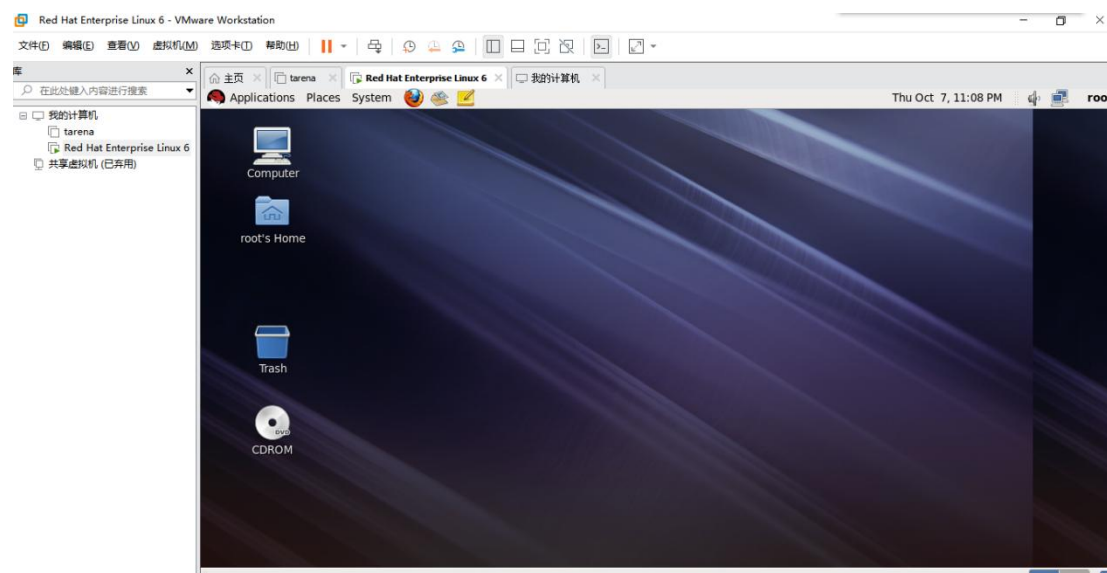 Red Hat Enterprise Linux 6 - VMware Workstation
文件(F) 编辑(E) 查看(V) 虚拟机(M) 选项卡(T) 帮助(H)
库
在此处键入内容进行搜索
我的计算机
tarena
Red Hat Enterprise Linux 6
共享虚拟机 (已弃用)
主页 tarena Red Hat Enterprise Linux 6 我的计算机
Applications Places System Thu Oct 7, 11:08 PM roo
Computer
root's Home
Trash
DVD
CDROM